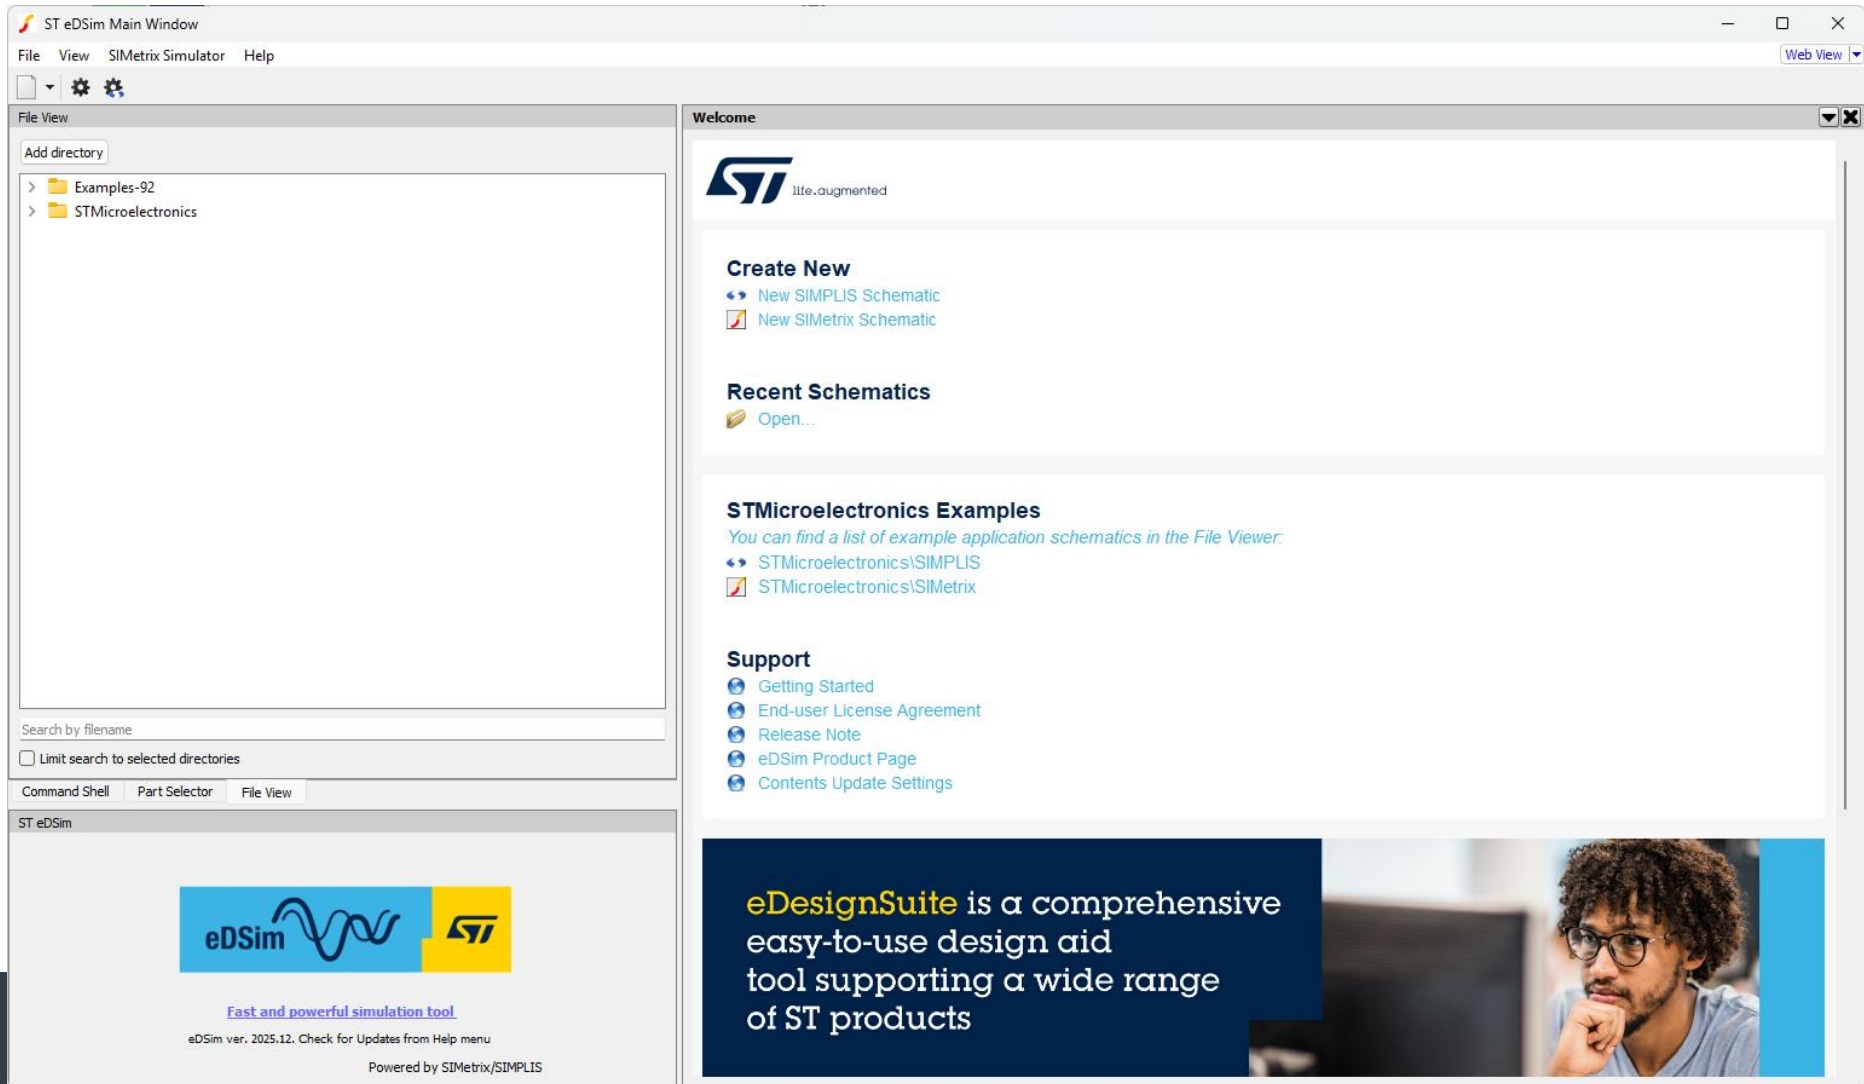 ST eDSim Main Window
File View SIMetrix Simulator Help
Web View
File View
Add directory
Examples-92
STMicroelectronics
Search by filename
Limit search to selected directories
Command Shell Part Selector File View
ST eDSim
eDSim ST
Fast and powerful simulation tool
eDSim ver. 2025.12. Check for Updates from Help menu
Powered by SIMetrix/SIMPLIS
Welcome
ST life.augmented
Create New
New SIMPLIS Schematic
New SIMetrix Schematic
Recent Schematics
Open...
STMicroelectronics Examples
You can find a list of example application schematics in the File Viewer:
STMicroelectronics\SIMPLIS
STMicroelectronics\SIMetrix
Support
Getting Started
End-user License Agreement
Release Note
eDSim Product Page
Contents Update Settings
eDesignSuite is a comprehensive
easy-to-use design aid
tool supporting a wide range
of ST products